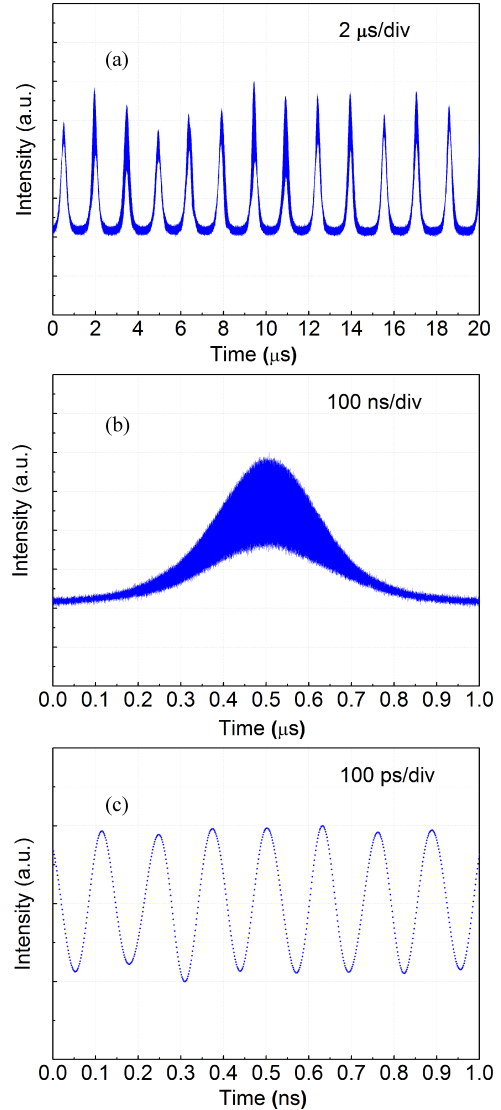 2 μs/div
(a)
Intensity (a.u.)
0 2 4 6 8 10 12 14 16 18 20
Time (μs)
100 ns/div
(b)
Intensity (a.u.)
0.0 0.1 0.2 0.3 0.4 0.5 0.6 0.7 0.8 0.9 1.0
Time (μs)
100 ps/div
(c)
Intensity (a.u.)
0.0 0.1 0.2 0.3 0.4 0.5 0.6 0.7 0.8 0.9 1.0
Time (ns)